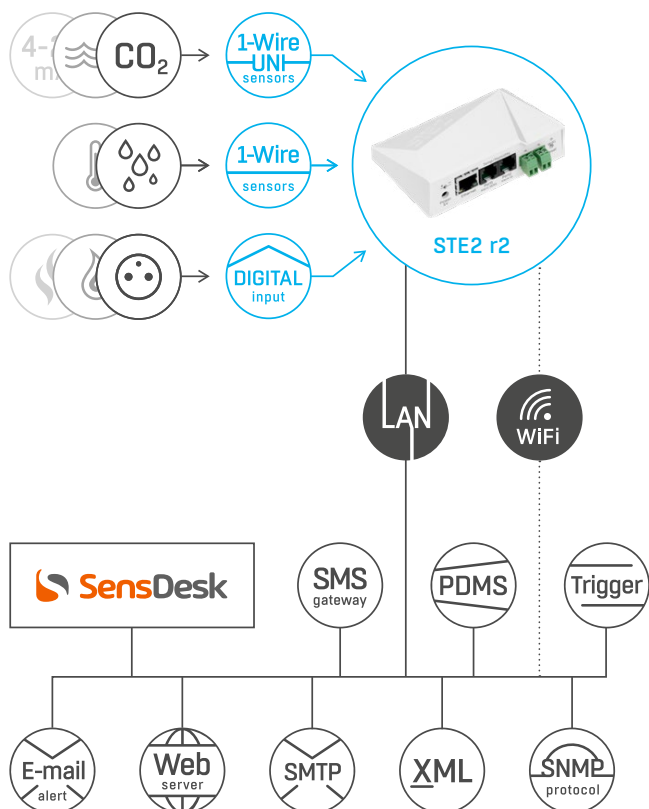 4-
m
CO₂
1-Wire
UNI
sensors
1-Wire
sensors
DIGITAL
input
STE2 r2
LAN
WiFi
SensDesk
SMS
gateway
PDMS
Trigger
E-mail
alert
Web
server
SMTP
XML
SNMP
protocol